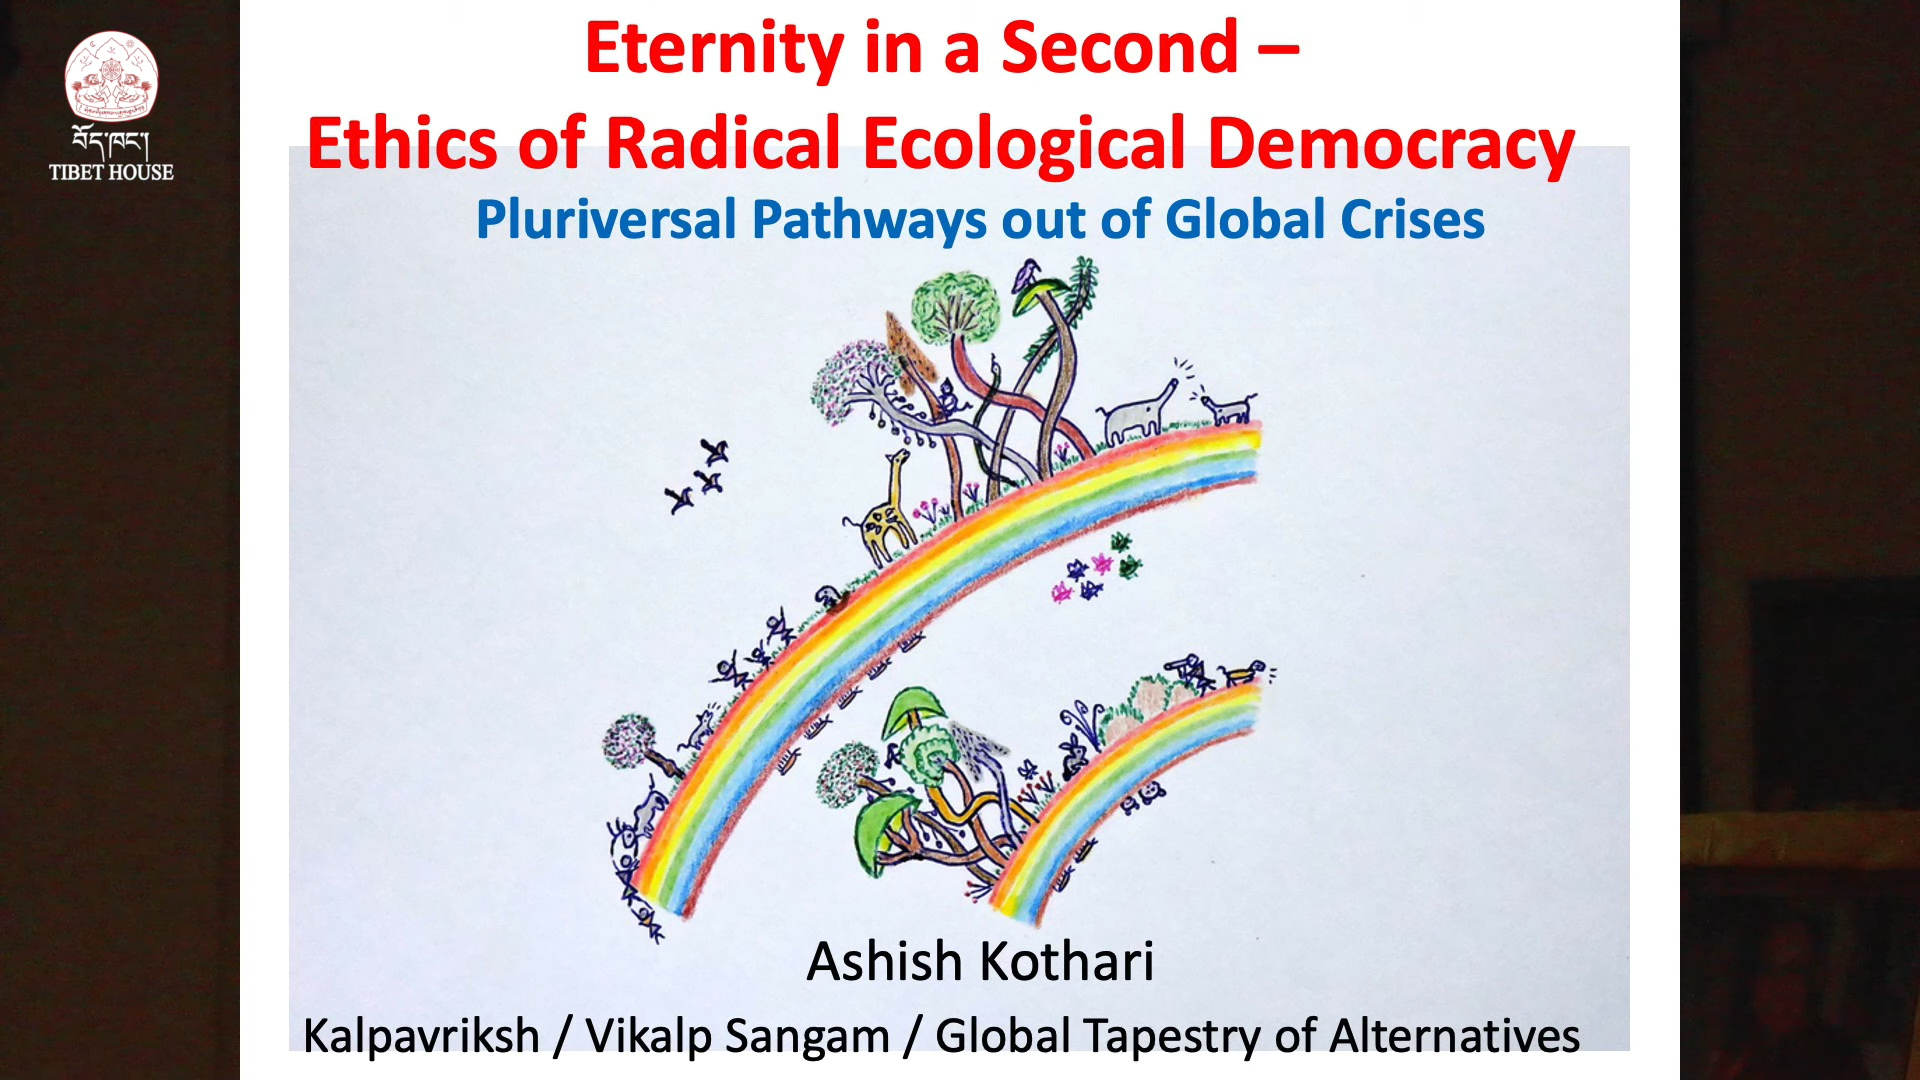 བོད་ཁང་།
TIBET HOUSE
Eternity in a Second –
Ethics of Radical Ecological Democracy
Pluriversal Pathways out of Global Crises
Ashish Kothari
Kalpavriksh / Vikalp Sangam / Global Tapestry of Alternatives